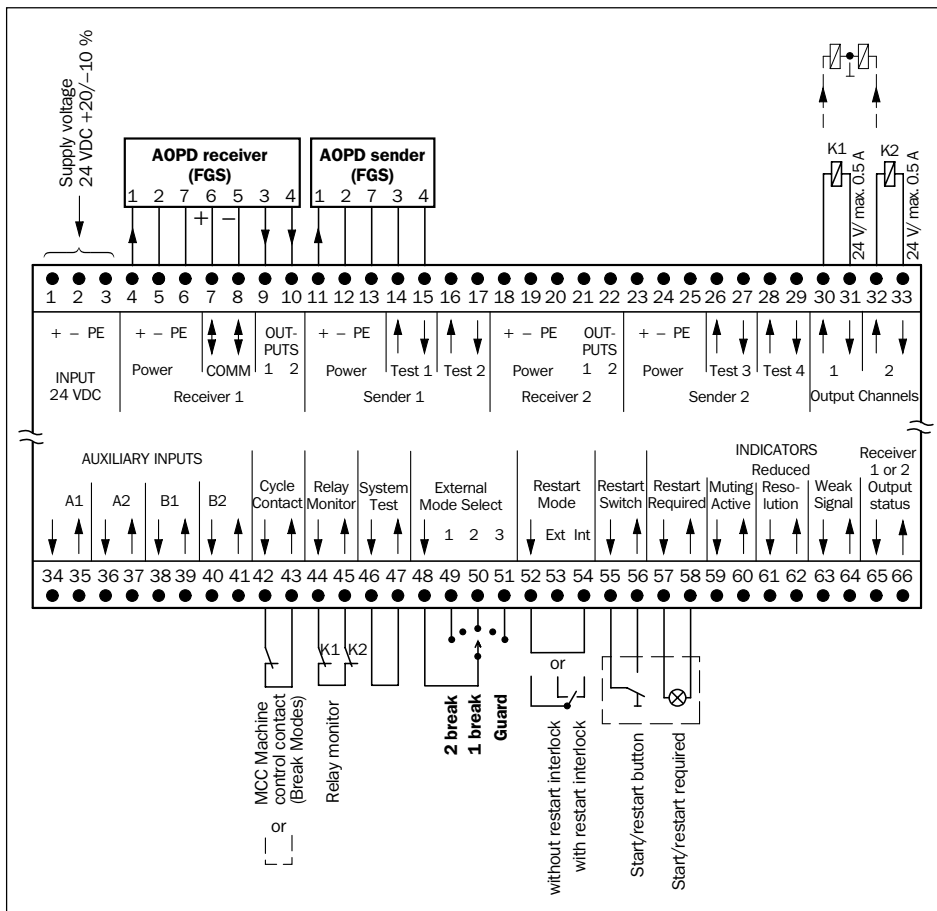 Supply voltage
24 VDC +20/–10 %
AOPD receiver
(FGS)
1 2 7 6 5 3 4
+ –
AOPD sender
(FGS)
1 2 7 3 4
K1
24 V/ max. 0.5 A
K2
24 V/ max. 0.5 A
1 2 3 4 5 6 7 8 9 10 11 12 13 14 15 16 17 18 19 20 21 22 23 24 25 26 27 28 29 30 31 32 33
+ – PE
INPUT
24 VDC
+ – PE
Power
COMM
OUT-
PUTS
1 2
Receiver 1
+ – PE
Power
Test 1
Test 2
Sender 1
+ – PE
Power
OUT-
PUTS
1 2
Receiver 2
+ – PE
Power
Test 3
Test 4
Sender 2
1 2
Output Channels
AUXILIARY INPUTS
A1 A2 B1 B2
Cycle
Contact
Relay
Monitor
System
Test
External
Mode Select
1 2 3
Restart
Mode
Ext Int
Restart
Switch
INDICATORS
Restart
Required
Muting
Active
Reduced
Reso-
lution
Weak
Signal
Receiver
1 or 2
Output
status
34 35 36 37 38 39 40 41 42 43 44 45 46 47 48 49 50 51 52 53 54 55 56 57 58 59 60 61 62 63 64 65 66
MCC Machine
control contact
(Break Modes)
or
K1 K2
Relay monitor
2 break
1 break
Guard
or
without restart interlock
with restart interlock
Start/restart button
Start/restart required